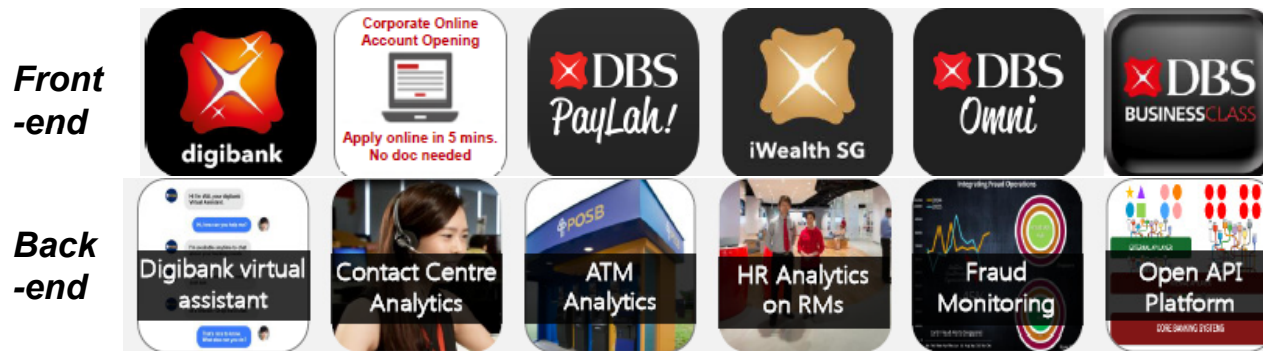 Front
-end
digibank
Corporate Online
Account Opening
Apply online in 5 mins.
No doc needed
DBS
PayLah!
iWealth SG
DBS
Omni
DBS
BUSINESSCLASS
Back
-end
Digibank virtual
assistant
Contact Centre
Analytics
POSB
ATM
Analytics
HR Analytics
on RMs
Integrating Fraud Operations
Fraud
Monitoring
Open API
Platform
CORE BANKING SYSTEMS